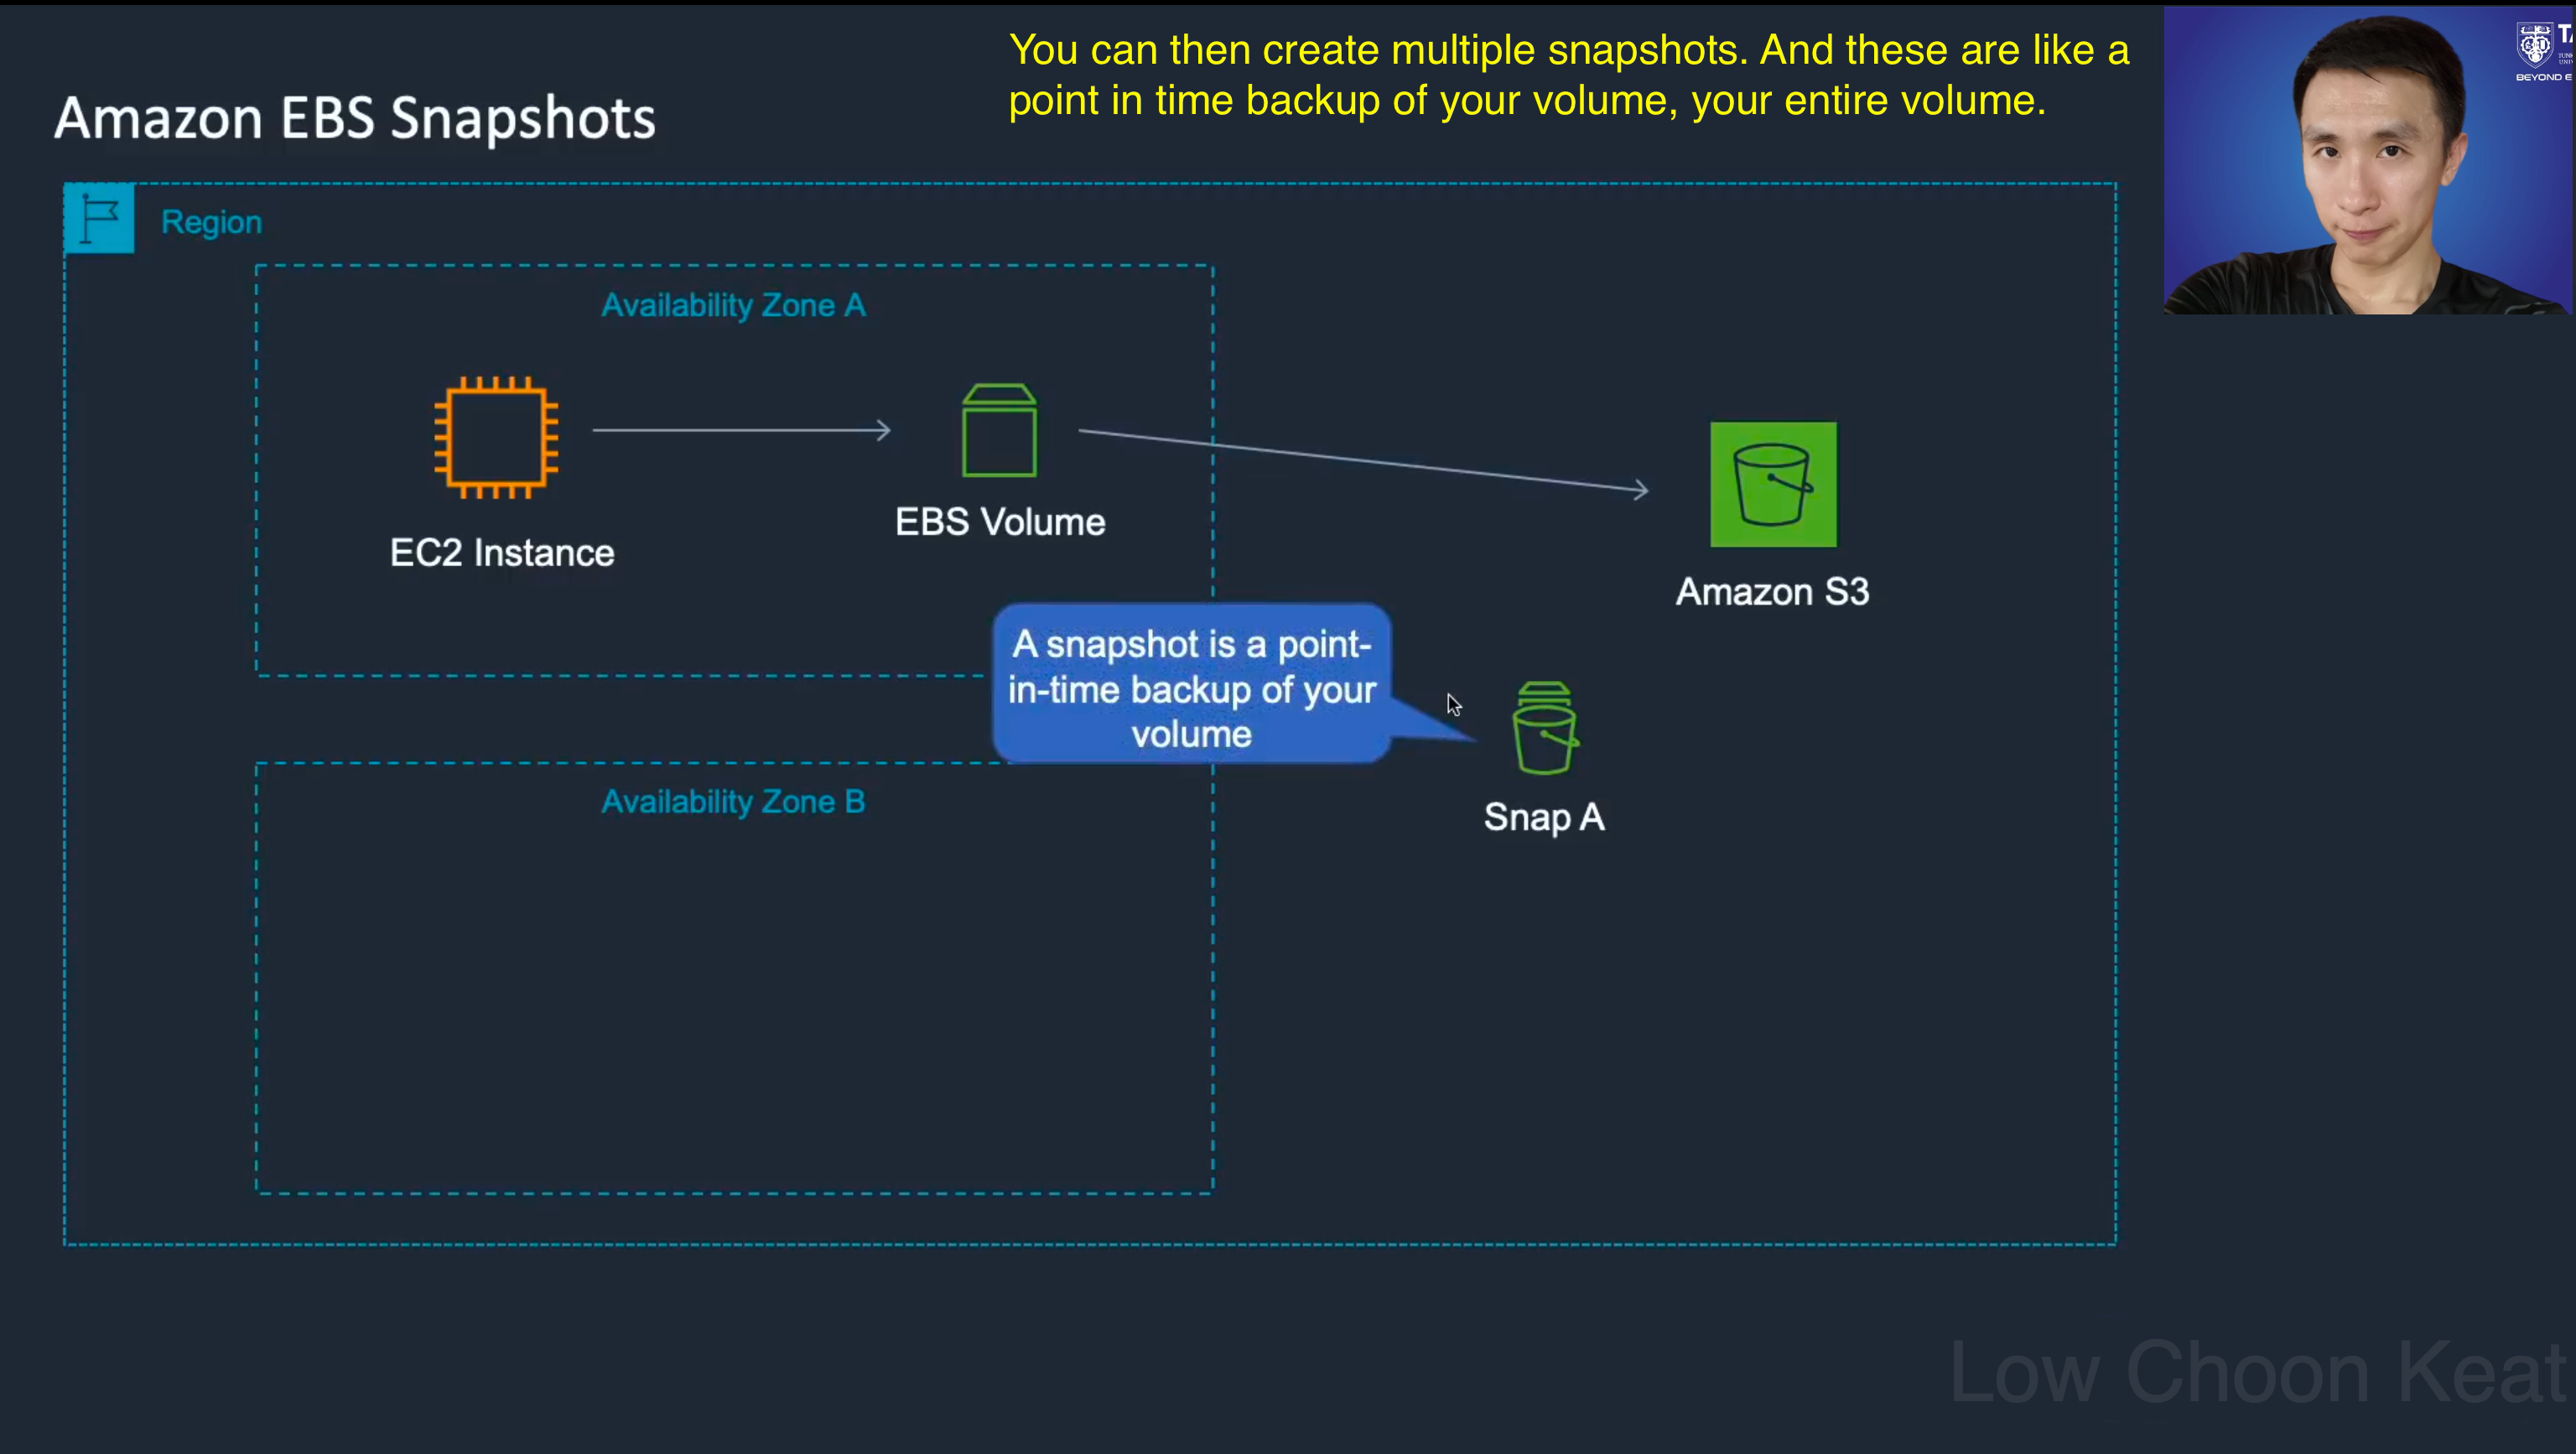 You can then create multiple snapshots. And these are like a
point in time backup of your volume, your entire volume.
Amazon EBS Snapshots
BEYOND E
Region
Availability Zone A
EC2 Instance
EBS Volume
Amazon S3
A snapshot is a point-
in-time backup of your
volume
Snap A
Availability Zone B
Low Choon Keat